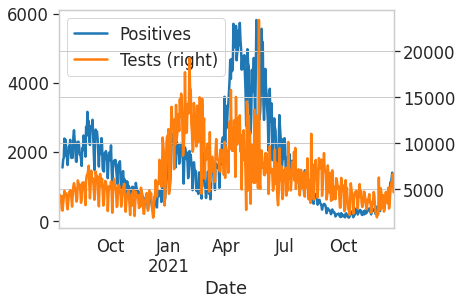 6000
4000
2000
0
Positives
Tests (right)
20000
15000
10000
5000
Oct
Jan
2021
Apr
Jul
Oct
Date